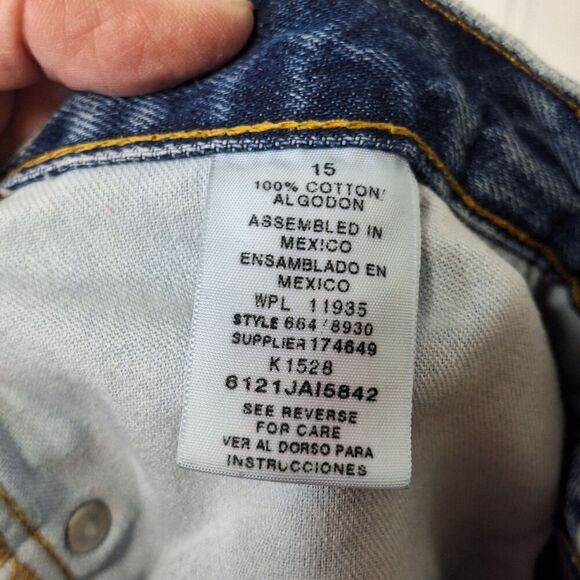 15
100% COTTON/
ALGODON
ASSEMBLED IN
MEXICO
ENSAMBLADO EN
MEXICO
WPL 11935
STYLE 664/8930
SUPPLIER 174649
K1528
6121JAI5842
SEE REVERSE
FOR CARE
VER AL DORSO PARA
INSTRUCCIONES